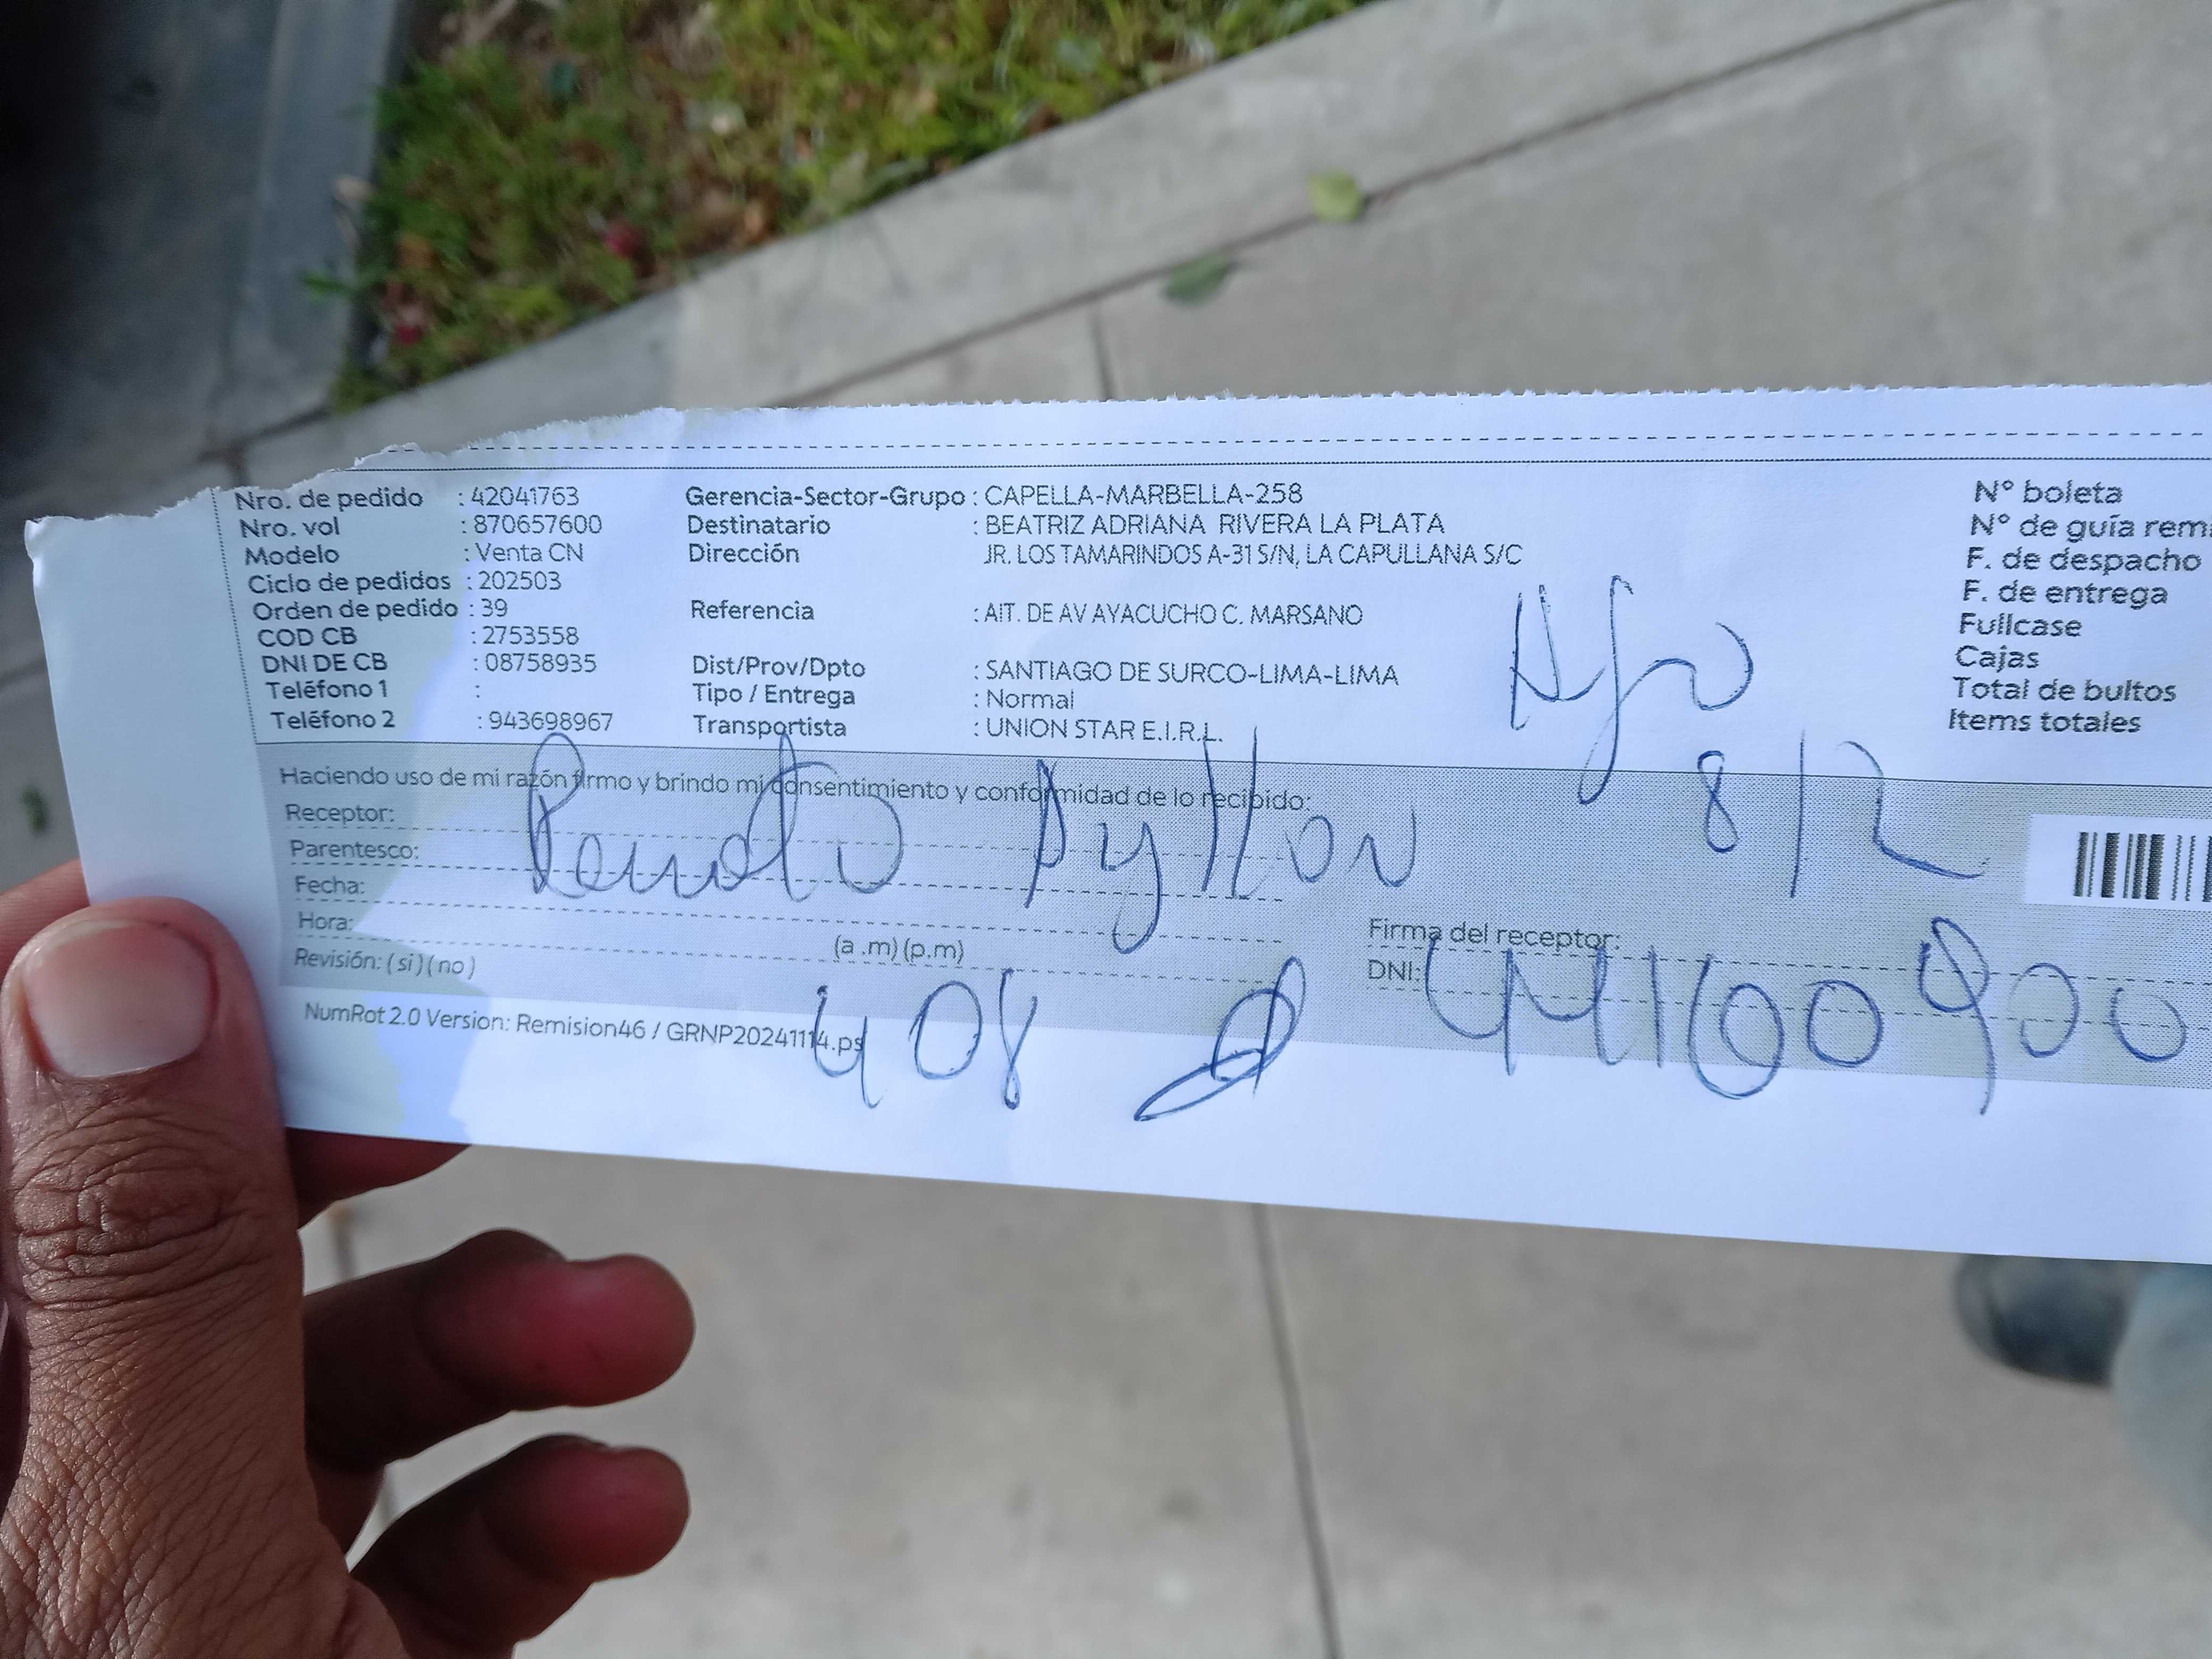 Nro. de pedido : 42041763
Nro. vol : 870657600
Modelo : Venta CN
Ciclo de pedidos : 202503
Orden de pedido : 39
COD CB : 2753558
DNI DE CB : 08758935
Teléfono 1 :
Teléfono 2 : 943698967
Gerencia-Sector-Grupo : CAPELLA-MARBELLA-258
Destinatario : BEATRIZ ADRIANA RIVERA LA PLATA
Dirección JR. LOS TAMARINDOS A-31 S/N, LA CAPULLANA S/C
Referencia : AIT. DE AV AYACUCHO C. MARSANO
Dist/Prov/Dpto : SANTIAGO DE SURCO-LIMA-LIMA
Tipo / Entrega : Normal
Transportista : UNION STAR E.I.R.L.
N° boleta
N° de guía rem
F. de despacho
F. de entrega
Fullcase
Cajas
Total de bultos
Items totales
8/2
Haciendo uso de mi razón firmo y brindo mi consentimiento y conformidad de lo recibido:
Receptor:
Parentesco:
Renato Ayllon
Fecha:
Hora: (a.m) (p.m)
Revisión: (si) (no)
Firma del receptor:
DNI:
408
NumRot 2.0 Version: Remision46 / GRNP20241114.ps